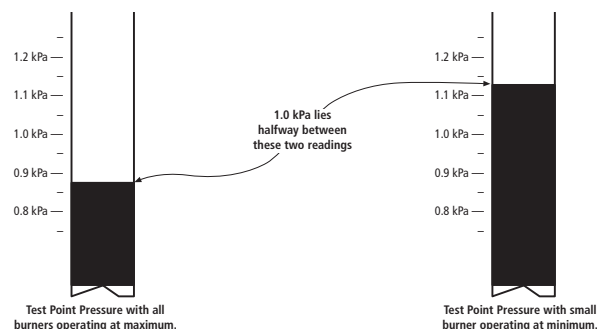 1.2 kPa
1.1 kPa
1.0 kPa
0.9 kPa
0.8 kPa
1.0 kPa lies
halfway between
these two readings
1.2 kPa
1.1 kPa
1.0 kPa
0.9 kPa
0.8 kPa
Test Point Pressure with all
burners operating at maximum.
Test Point Pressure with small
burner operating at minimum.